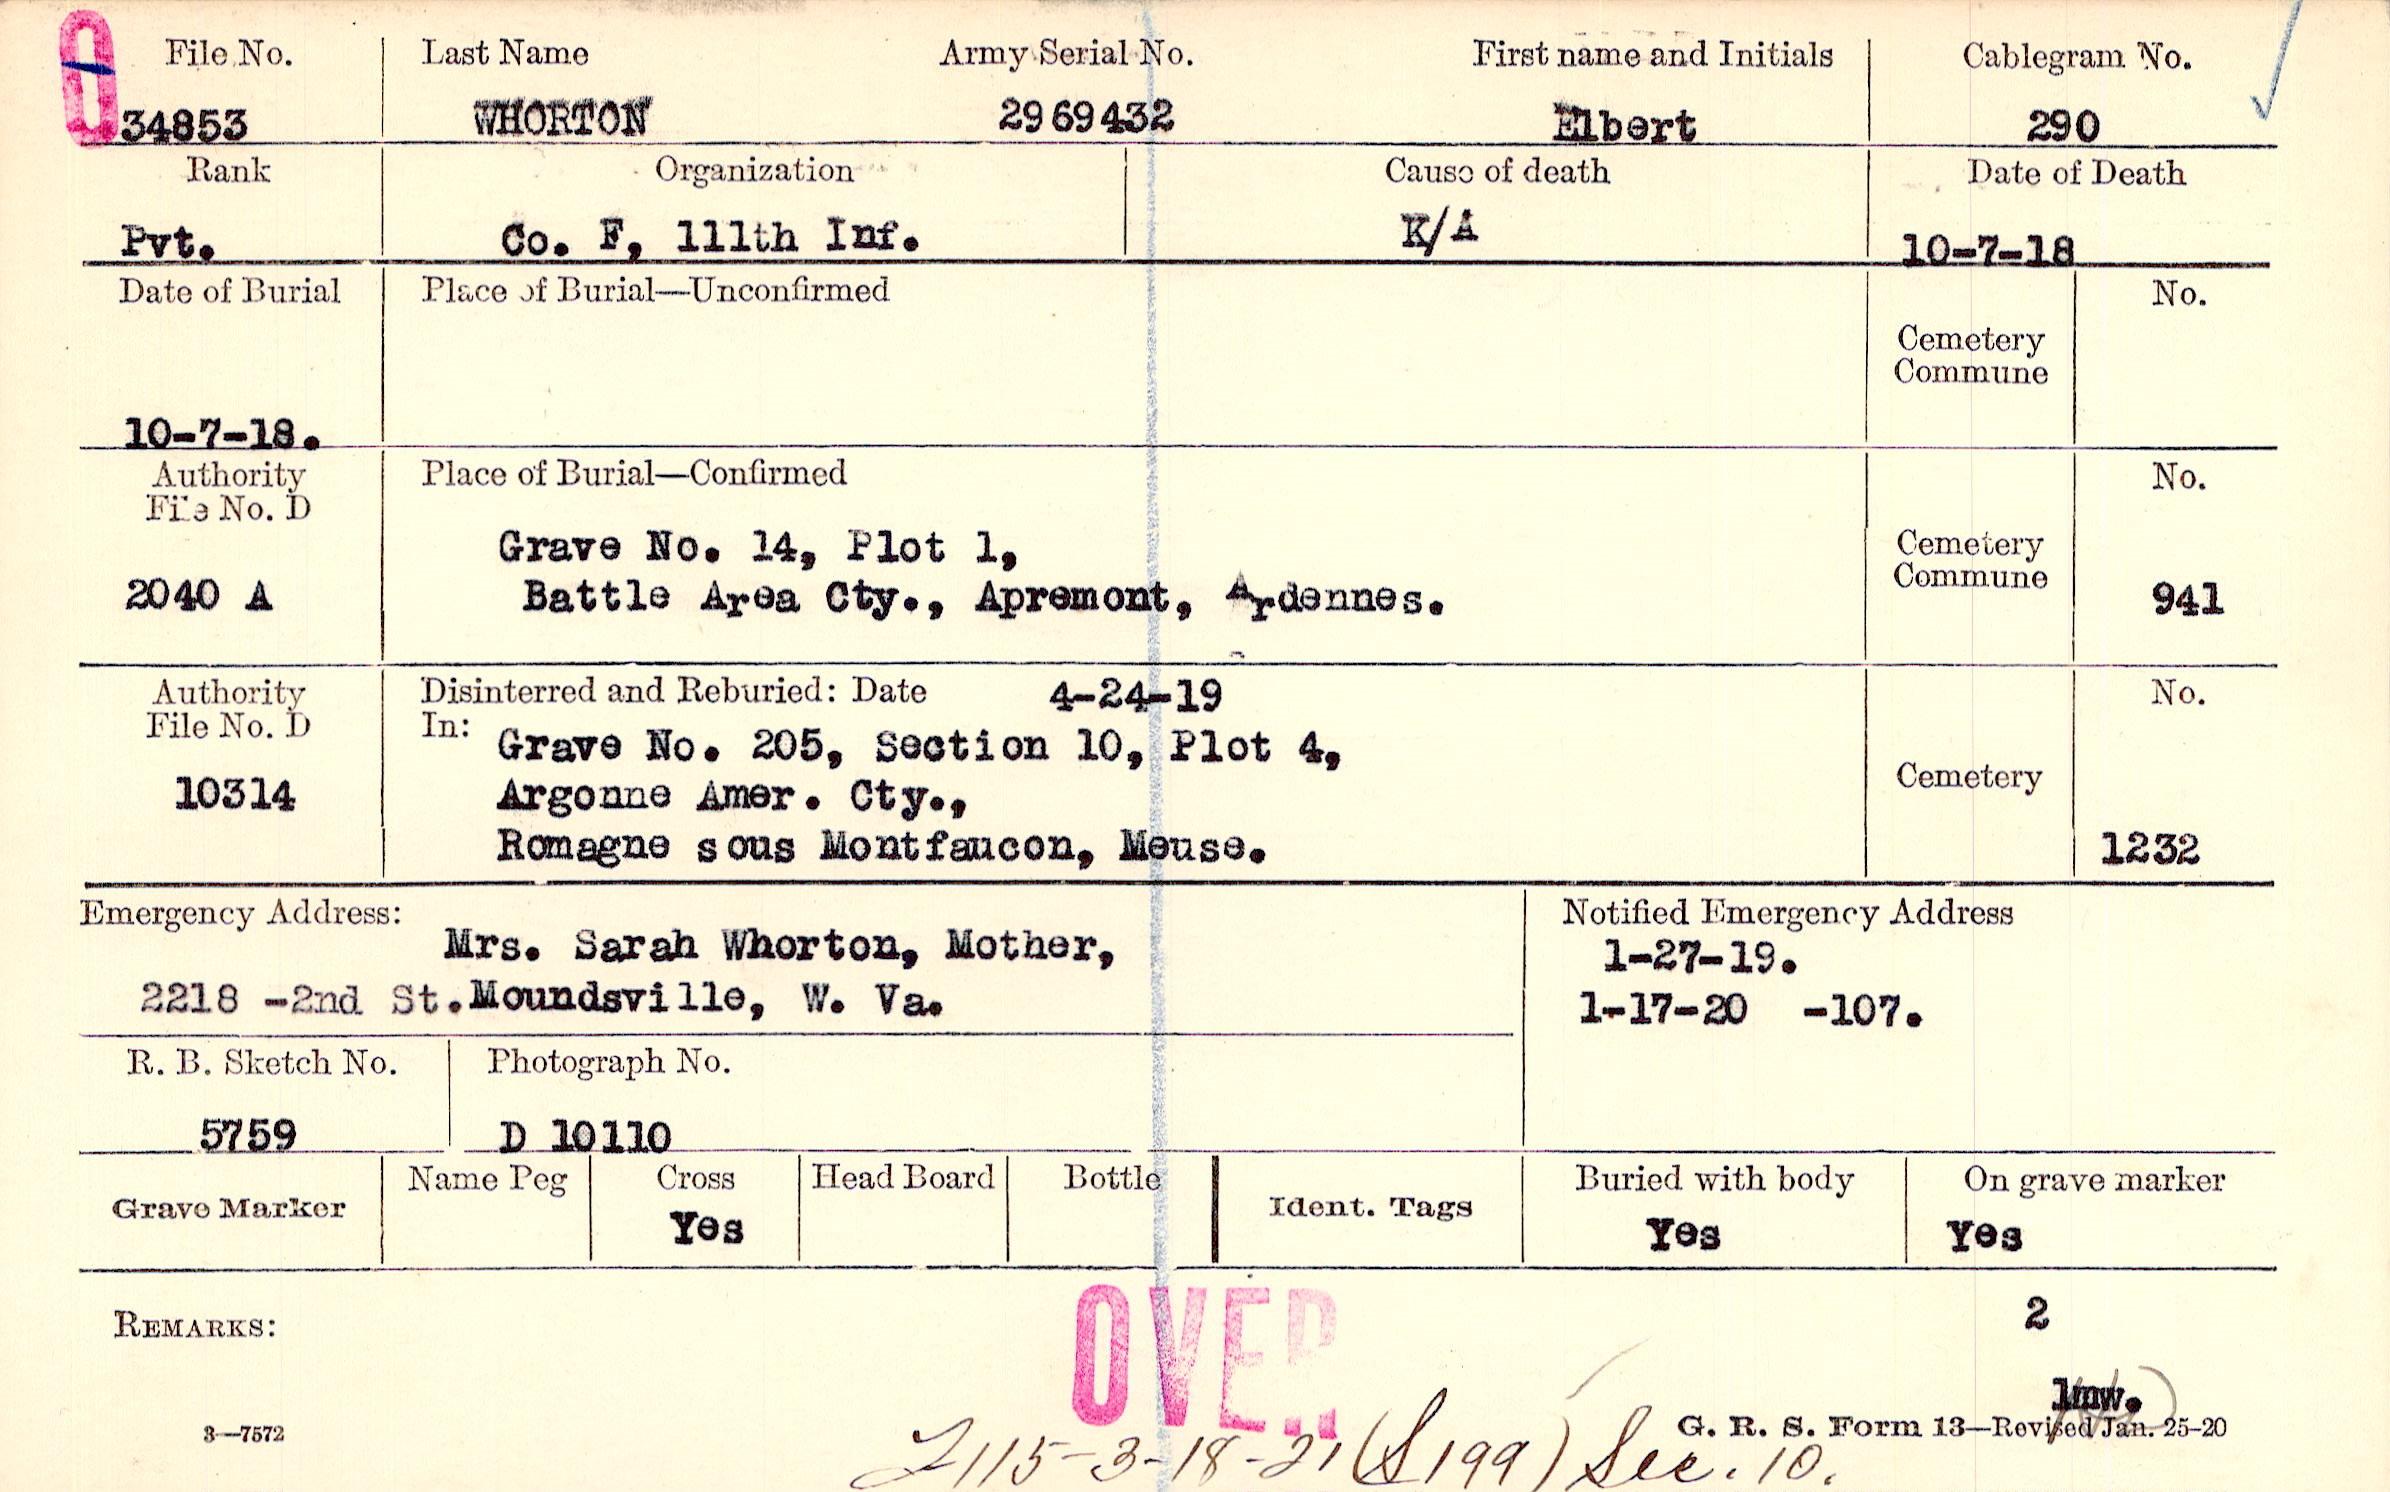 0
File No. Last Name Army Serial No. First name and Initials Cablegram No.
34853 WHORTON 2969432 Elbert 290
Rank Organization Cause of death Date of Death
Pvt. Co. F, 111th Inf. K/A 10-7-18
Date of Burial Place of Burial—Unconfirmed No.
Cemetery
Commune
10-7-18.
Authority Place of Burial—Confirmed No.
File No. D
Grave No. 14, Plot 1, Cemetery
Commune
2040 A Battle Area Cty., Apremont, Ardennes. 941
Authority Disinterred and Reburied: Date 4-24-19 No.
File No. D In: Grave No. 205, Section 10, Plot 4,
10314 Argonne Amer. Cty., Cemetery
Romagne sous Montfaucon, Meuse. 1232
Emergency Address: Notified Emergency Address
Mrs. Sarah Whorton, Mother, 1-27-19.
2218 -2nd St. Moundsville, W. Va. 1-17-20 -107.
R. B. Sketch No. Photograph No.
5759 D 10110
Grave Marker Name Peg Cross Head Board Bottle Ident. Tags Buried with body On grave marker
Yes Yes Yes
2
REMARKS: OVER
lmw.
3—7572 G. R. S. Form 13—Revised Jan. 25-20
115-3-18-21 (S199) Sec. 10.